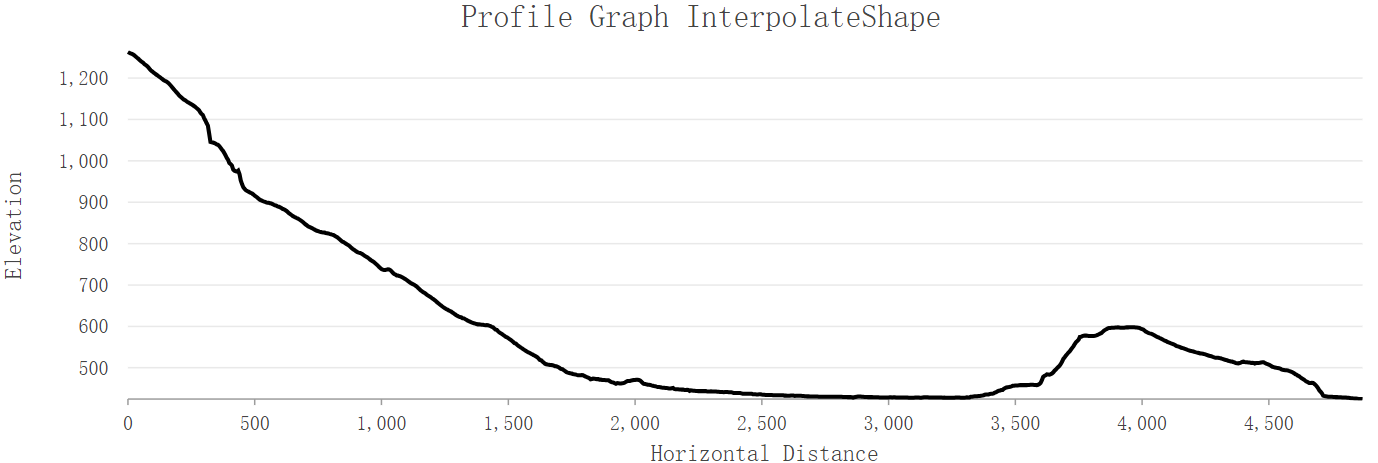 Profile Graph InterpolateShape
Elevation
1,200
1,100
1,000
900
800
700
600
500
0 500 1,000 1,500 2,000 2,500 3,000 3,500 4,000 4,500
Horizontal Distance